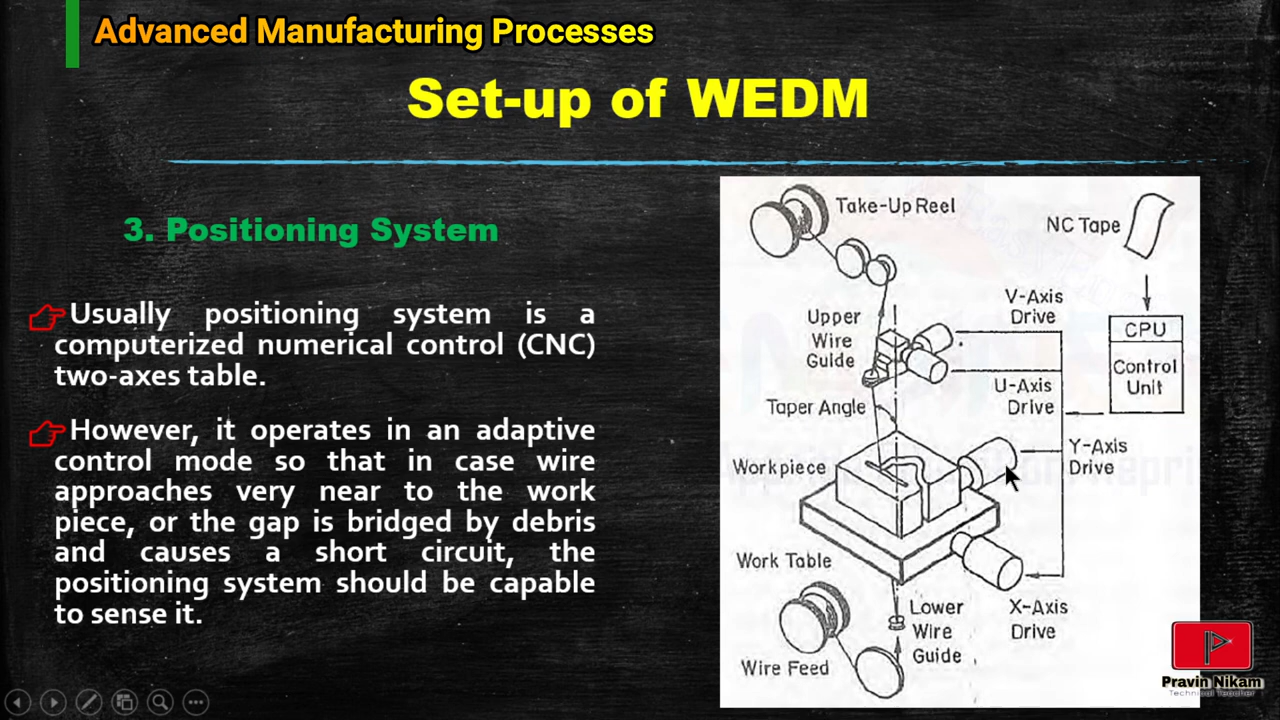 Advanced Manufacturing Processes
Set-up of WEDM
3. Positioning System
Usually positioning system is a
computerized numerical control (CNC)
two-axes table.
However, it operates in an adaptive
control mode so that in case wire
approaches very near to the work
piece, or the gap is bridged by debris
and causes a short circuit, the
positioning system should be capable
to sense it.
Take-Up Reel
NC Tape
V-Axis
Drive
Upper
Wire
Guide
CPU
Control
Unit
U-Axis
Drive
Taper Angle
Y-Axis
Drive
Workpiece
Work Table
Lower
Wire
Guide
X-Axis
Drive
Wire Feed
Pravin Nikam
Technical Teacher